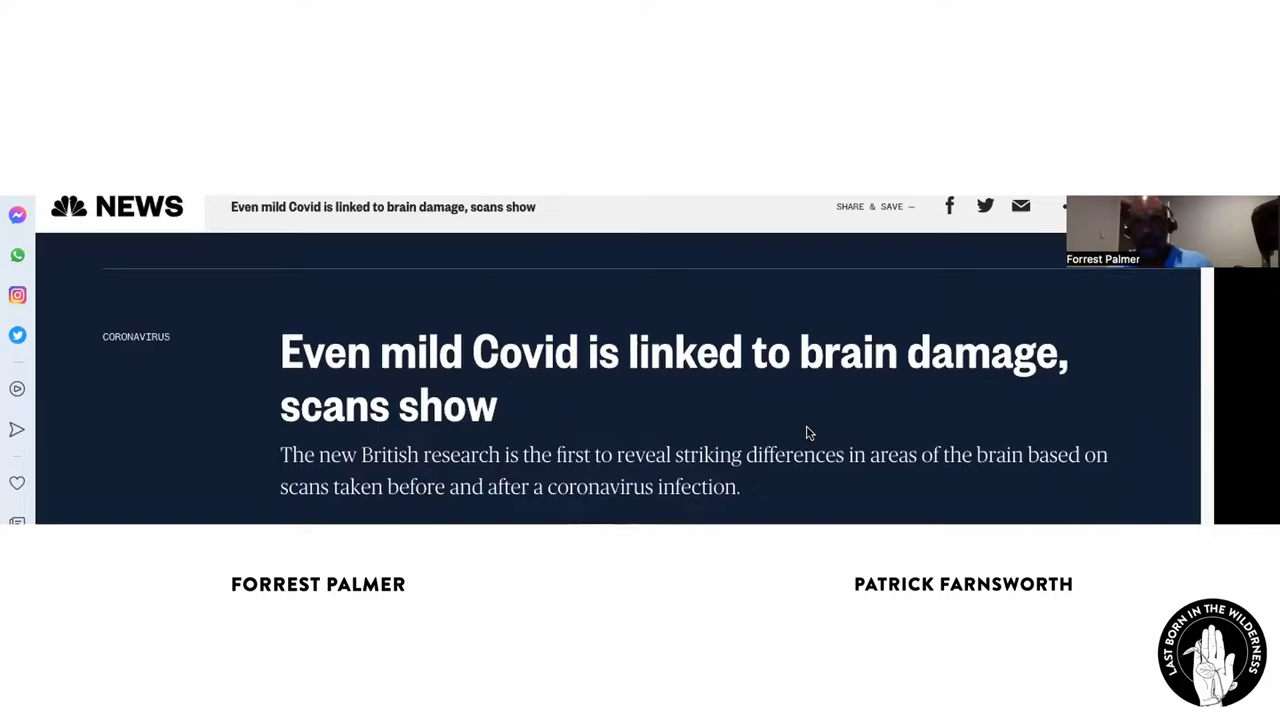 NEWS
Even mild Covid is linked to brain damage, scans show
SHARE & SAVE —
Forrest Palmer
CORONAVIRUS
Even mild Covid is linked to brain damage,
scans show
The new British research is the first to reveal striking differences in areas of the brain based on
scans taken before and after a coronavirus infection.
FORREST PALMER
PATRICK FARNSWORTH
LAST BORN IN THE WILDERNESS